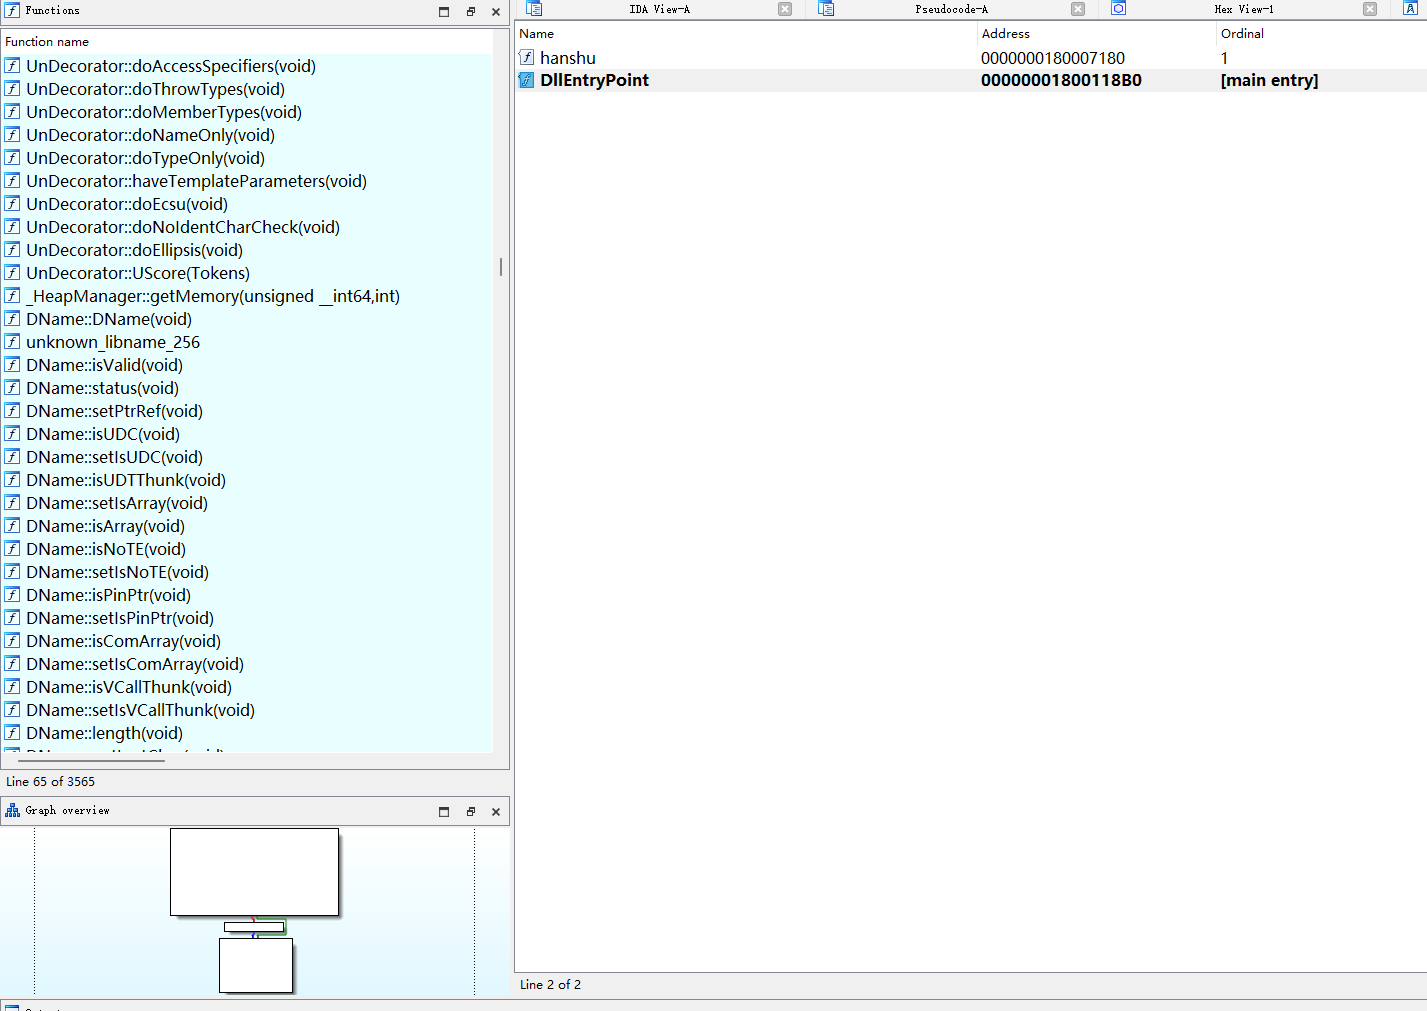 Functions
Function name
UnDecorator::doAccessSpecifiers(void)
UnDecorator::doThrowTypes(void)
UnDecorator::doMemberTypes(void)
UnDecorator::doNameOnly(void)
UnDecorator::doTypeOnly(void)
UnDecorator::haveTemplateParameters(void)
UnDecorator::doEcsu(void)
UnDecorator::doNoIdentCharCheck(void)
UnDecorator::doEllipsis(void)
UnDecorator::UScore(Tokens)
_HeapManager::getMemory(unsigned __int64,int)
DName::DName(void)
unknown_libname_256
DName::isValid(void)
DName::status(void)
DName::setPtrRef(void)
DName::isUDC(void)
DName::setIsUDC(void)
DName::isUDTThunk(void)
DName::setIsArray(void)
DName::isArray(void)
DName::isNoTE(void)
DName::setIsNoTE(void)
DName::isPinPtr(void)
DName::setIsPinPtr(void)
DName::isComArray(void)
DName::setIsComArray(void)
DName::isVCallThunk(void)
DName::setIsVCallThunk(void)
DName::length(void)
Line 65 of 3565
Graph overview
IDA View-A Pseudocode-A Hex View-1
Name Address Ordinal
hanshu 0000000180007180 1
DllEntryPoint 00000001800118B0 [main entry]
Line 2 of 2